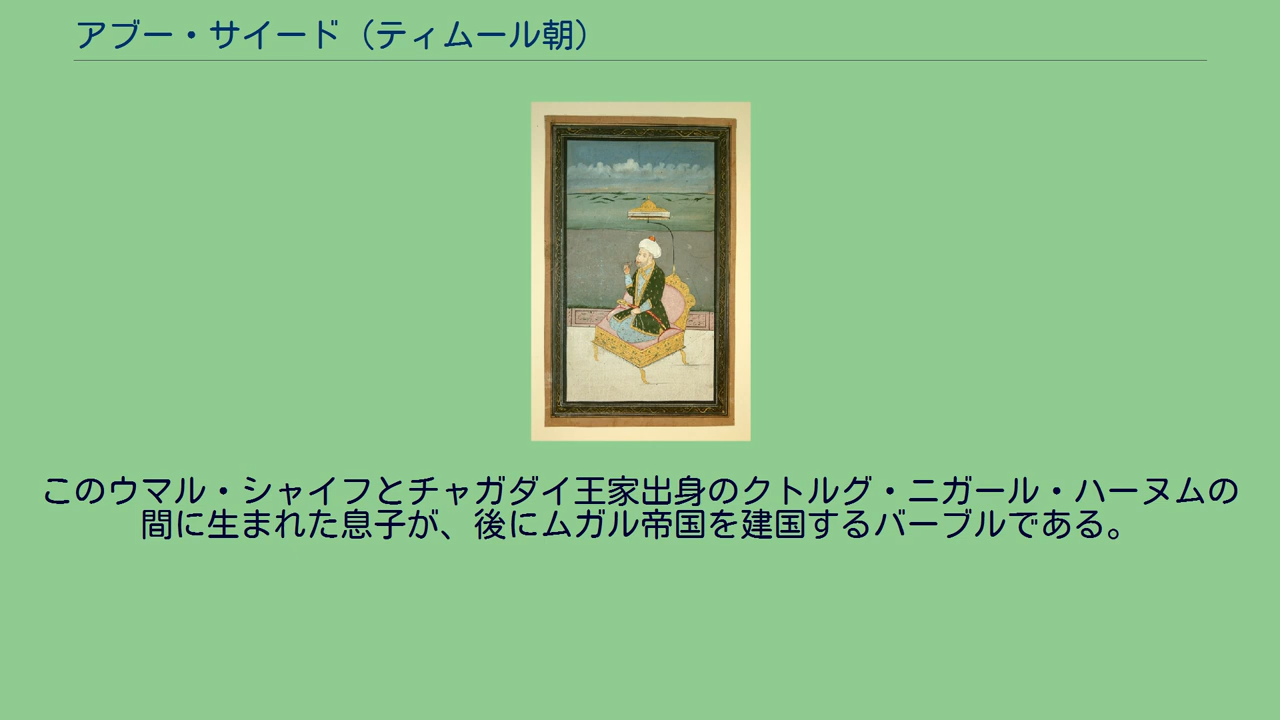 アブー・サイード（ティムール朝）
このウマル・シャイフとチャガダイ王家出身のクトルグ・ニガール・ハーヌムの
間に生まれた息子が、後にムガル帝国を建国するバーブルである。